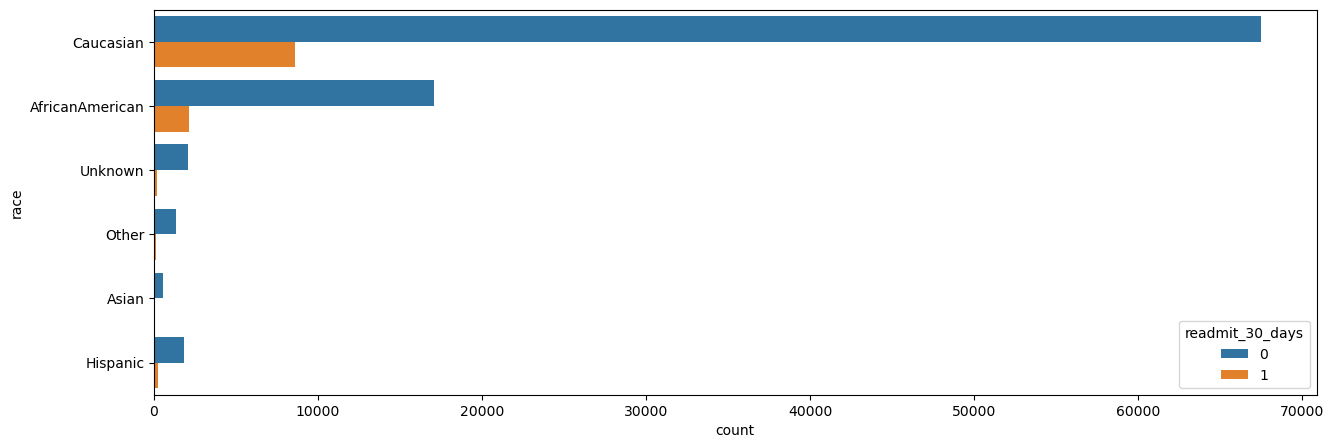 Caucasian
AfricanAmerican
Unknown
Other
Asian
Hispanic
race
readmit_30_days
0
1
0 10000 20000 30000 40000 50000 60000 70000
count